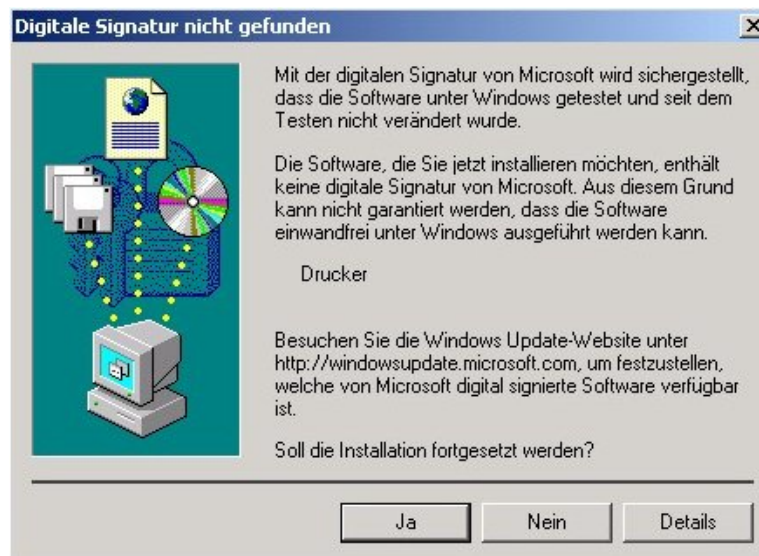 Digitale Signatur nicht gefunden
Mit der digitalen Signatur von Microsoft wird sichergestellt,
dass die Software unter Windows getestet und seit dem
Testen nicht verändert wurde.
Die Software, die Sie jetzt installieren möchten, enthält
keine digitale Signatur von Microsoft. Aus diesem Grund
kann nicht garantiert werden, dass die Software
einwandfrei unter Windows ausgeführt werden kann.
Drucker
Besuchen Sie die Windows Update-Website unter
http://windowsupdate.microsoft.com, um festzustellen,
welche von Microsoft digital signierte Software verfügbar
ist.
Soll die Installation fortgesetzt werden?
Ja
Nein
Details